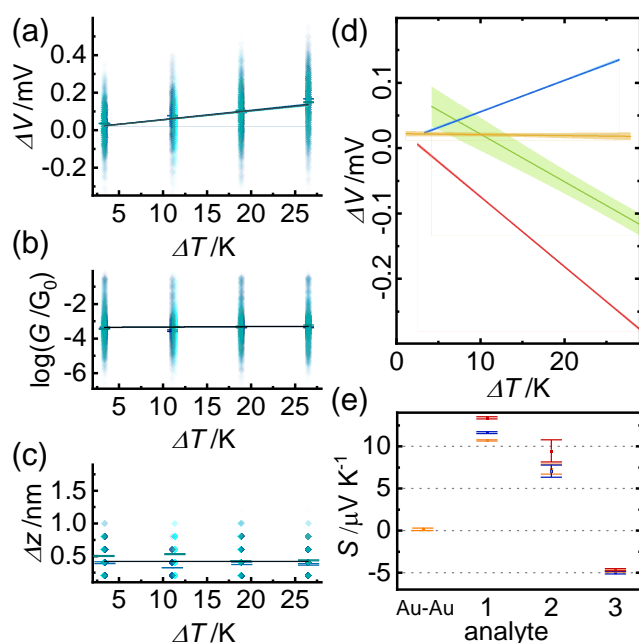 (a)
ΔV /mV
0.4
0.2
0.0
-0.2
5 10 15 20 25
ΔT /K
(b)
log(G /G₀)
-2
-4
-6
5 10 15 20 25
ΔT /K
(c)
Δz /nm
1.5
1.0
0.5
5 10 15 20 25
ΔT /K
(d)
ΔV /mV
0.1
0.0
-0.1
-0.2
0 10 20
ΔT /K
(e)
S /μV K⁻¹
10
5
0
-5
Au-Au 1 2 3
analyte